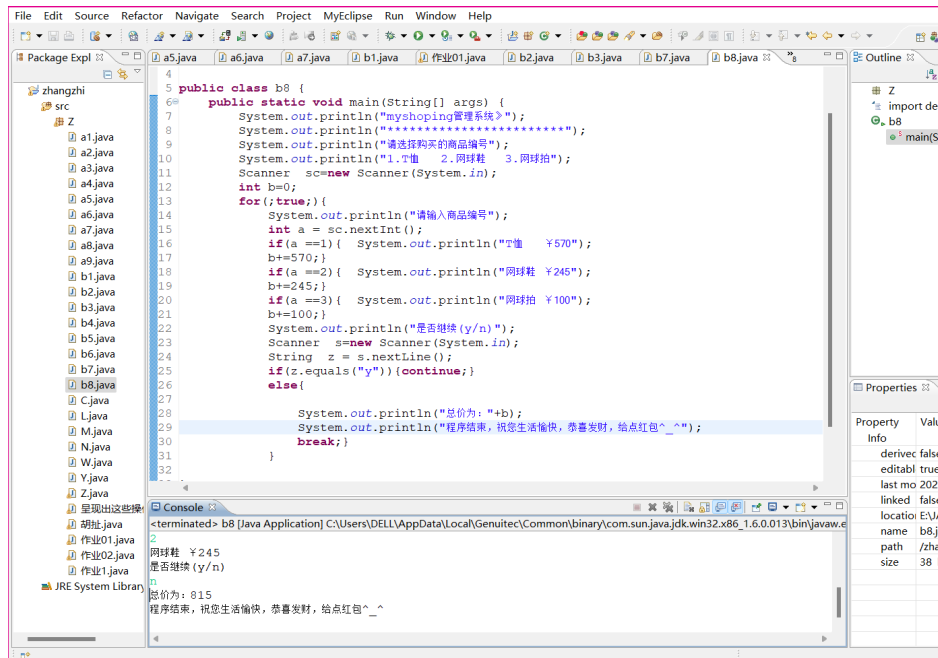 File Edit Source Refactor Navigate Search Project MyEclipse Run Window Help
Package Expl
a5.java a6.java a7.java b1.java 作业01.java b2.java b3.java b7.java b8.java »8
Outline
zhangzhi
src
Z
a1.java
a2.java
a3.java
a4.java
a5.java
a6.java
a7.java
a8.java
a9.java
b1.java
b2.java
b3.java
b4.java
b5.java
b6.java
b7.java
b8.java
C.java
L.java
M.java
N.java
W.java
Y.java
Z.java
呈现出这些操
胡扯.java
作业01.java
作业02.java
作业1.java
JRE System Library
4
5 public class b8 {
6 public static void main(String[] args) {
7 System.out.println("myshoping管理系统》");
8 System.out.println("************************");
9 System.out.println("请选择购买的商品编号");
10 System.out.println("1.T恤 2.网球鞋 3.网球拍");
11 Scanner sc=new Scanner(System.in);
12 int b=0;
13 for(;true;){
14 System.out.println("请输入商品编号");
15 int a = sc.nextInt();
16 if(a ==1){ System.out.println("T恤 ￥570");
17 b+=570;}
18 if(a ==2){ System.out.println("网球鞋 ￥245");
19 b+=245;}
20 if(a ==3){ System.out.println("网球拍 ￥100");
21 b+=100;}
22 System.out.println("是否继续(y/n)");
23 Scanner s=new Scanner(System.in);
24 String z = s.nextLine();
25 if(z.equals("y")){continue;}
26 else{
27
28 System.out.println("总价为："+b);
29 System.out.println("程序结束，祝您生活愉快，恭喜发财，给点红包^_^");
30 break;}
31 }
32
Console
<terminated> b8 [Java Application] C:\Users\DELL\AppData\Local\Genuitec\Common\binary\com.sun.java.jdk.win32.x86_1.6.0.013\bin\javaw.e
2
网球鞋 ￥245
是否继续(y/n)
n
总价为：815
程序结束，祝您生活愉快，恭喜发财，给点红包^_^
Z
import de
b8
main(S
Properties
Property Valu
Info
derivec false
editabl true
last mo 202
linked false
locatio E:\JA
name b8.j
path /zha
size 38